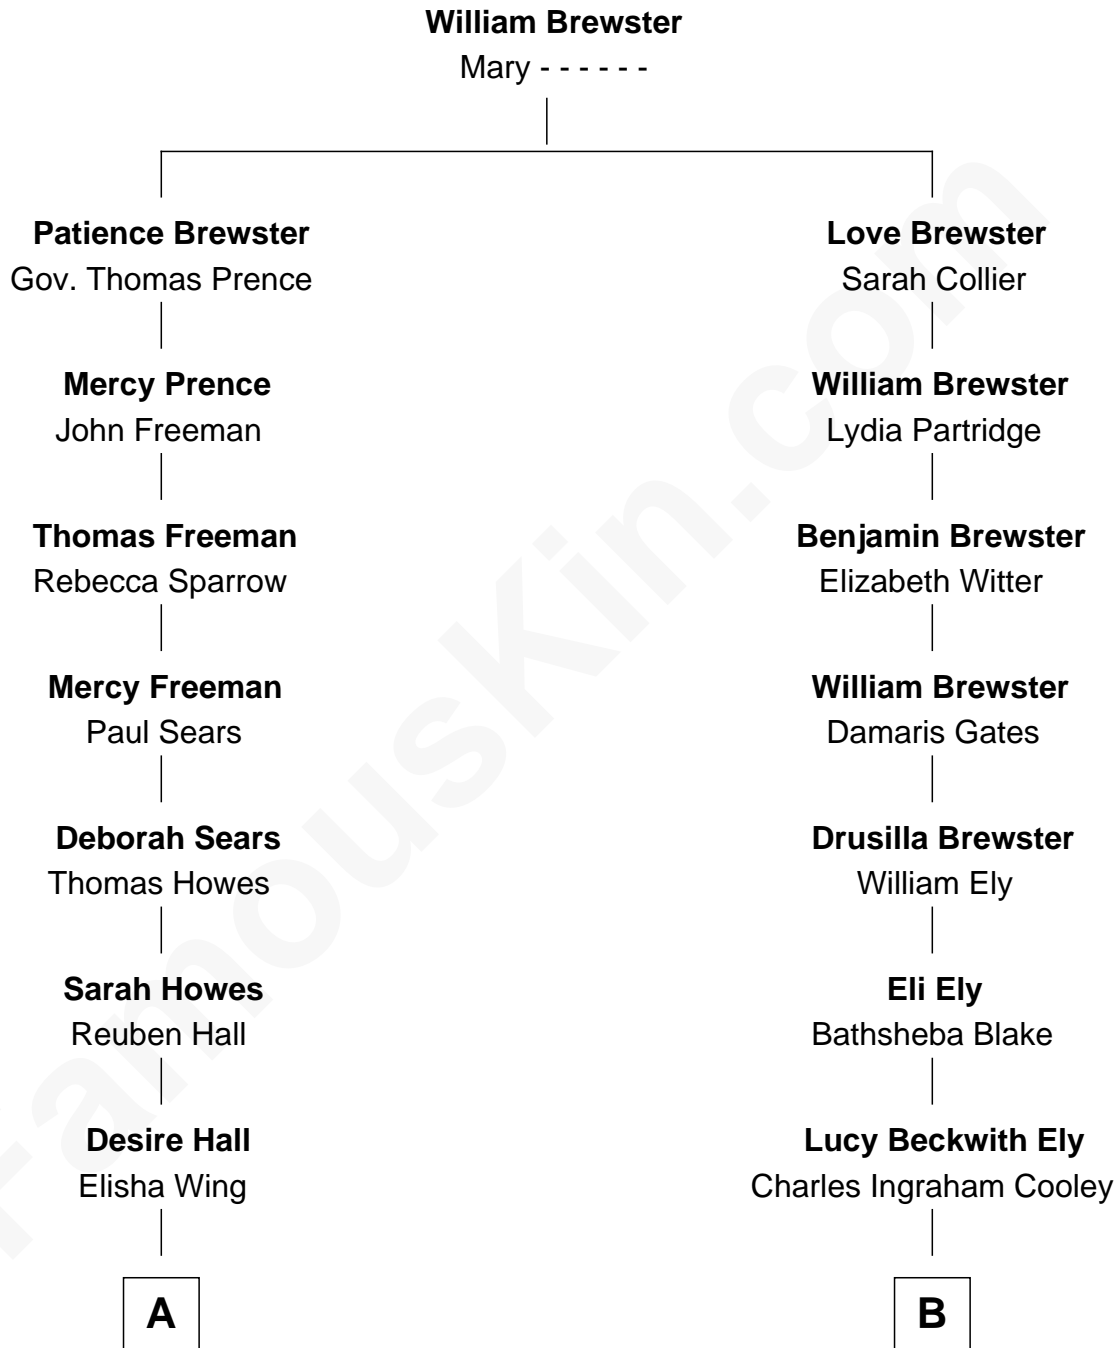 William Brewster
Mary - - - - - -
Patience Brewster
Gov. Thomas Prence
Love Brewster
Sarah Collier
Mercy Prence
John Freeman
William Brewster
Lydia Partridge
Thomas Freeman
Rebecca Sparrow
Benjamin Brewster
Elizabeth Witter
Mercy Freeman
Paul Sears
William Brewster
Damaris Gates
Deborah Sears
Thomas Howes
Drusilla Brewster
William Ely
Sarah Howes
Reuben Hall
Eli Ely
Bathsheba Blake
Desire Hall
Elisha Wing
Lucy Beckwith Ely
Charles Ingraham Cooley
A
B
FamousKin.com